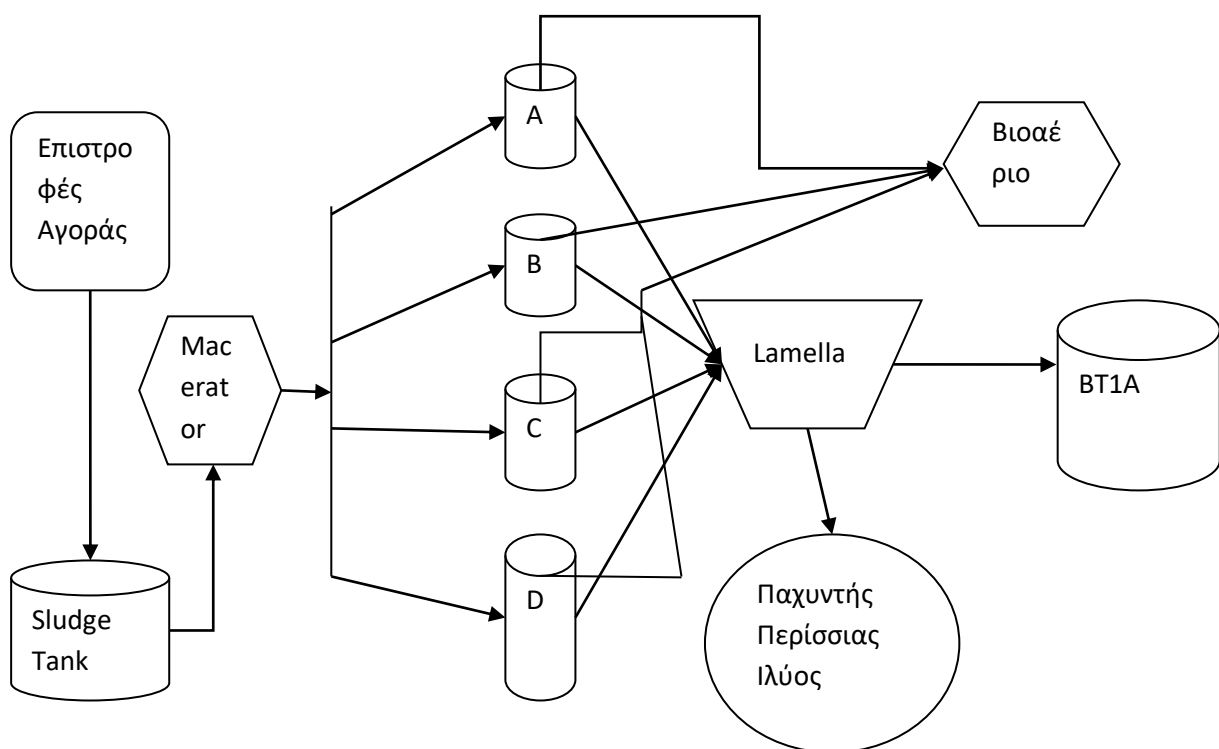 Επιστρο
φές
Αγοράς
Sludge
Tank
Mac
erat
or
A
B
C
D
Βιοαέ
ριο
Lamella
BT1A
Παχυντής
Περίσσιας
Ιλύος